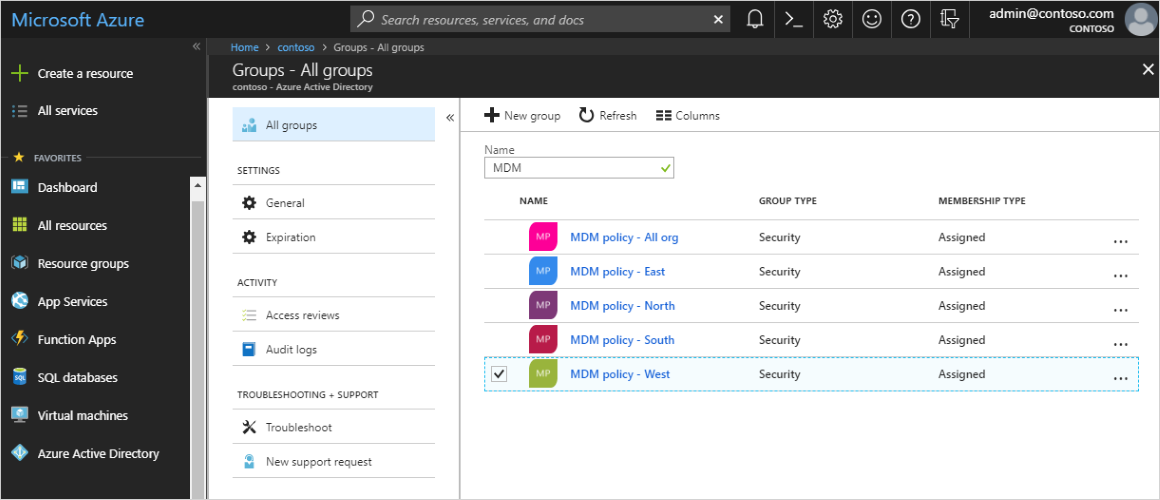 Microsoft Azure
Search resources, services, and docs
admin@contoso.com
CONTOSO
Home > contoso > Groups - All groups
Groups - All groups
contoso - Azure Active Directory
Create a resource
All services
FAVORITES
Dashboard
All resources
Resource groups
App Services
Function Apps
SQL databases
Virtual machines
Azure Active Directory
All groups
SETTINGS
General
Expiration
ACTIVITY
Access reviews
Audit logs
TROUBLESHOOTING + SUPPORT
Troubleshoot
New support request
New group Refresh Columns
Name
MDM
NAME GROUP TYPE MEMBERSHIP TYPE
MP MDM policy - All org Security Assigned ...
MP MDM policy - East Security Assigned ...
MP MDM policy - North Security Assigned ...
MP MDM policy - South Security Assigned ...
MP MDM policy - West Security Assigned ...